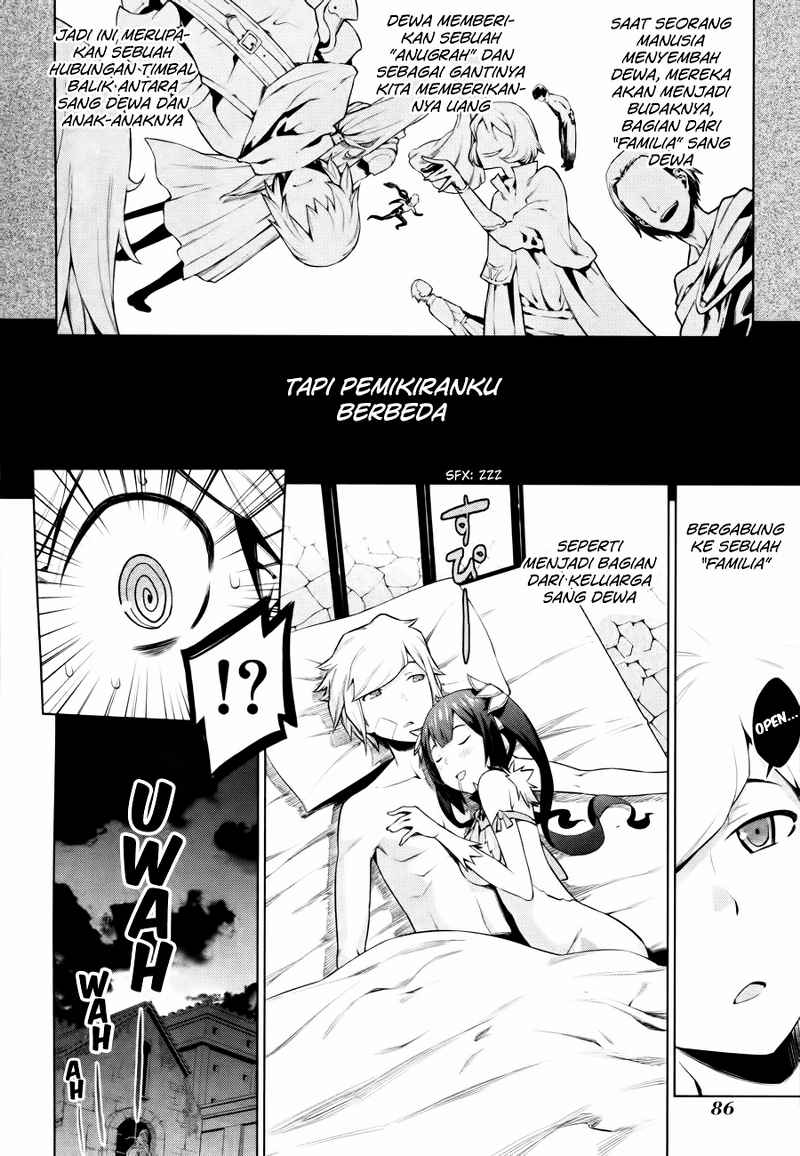 SAAT SEORANG
MANUSIA
MENYEMBAH
DEWA, MEREKA
AKAN MENJADI
BUDAKNYA,
BAGIAN DARI
"FAMILIA" SANG
DEWA
DEWA MEMBERI-
KAN SEBUAH
"ANUGRAH" DAN
SEBAGAI GANTINYA
KITA MEMBERIKAN-
NYA UANG
JADI INI MERUPA-
KAN SEBUAH
HUBUNGAN TIMBAL
BALIK ANTARA
SANG DEWA DAN
ANAK-ANAKNYA
TAPI PEMIKIRANKU
BERBEDA
BERGABUNG
KE SEBUAH
"FAMILIA"
OPEN...
SFX: ZZZ
すぴー
SEPERTI
MENJADI BAGIAN
DARI KELUARGA
SANG DEWA
!?
UWAH
WAH
AH
86